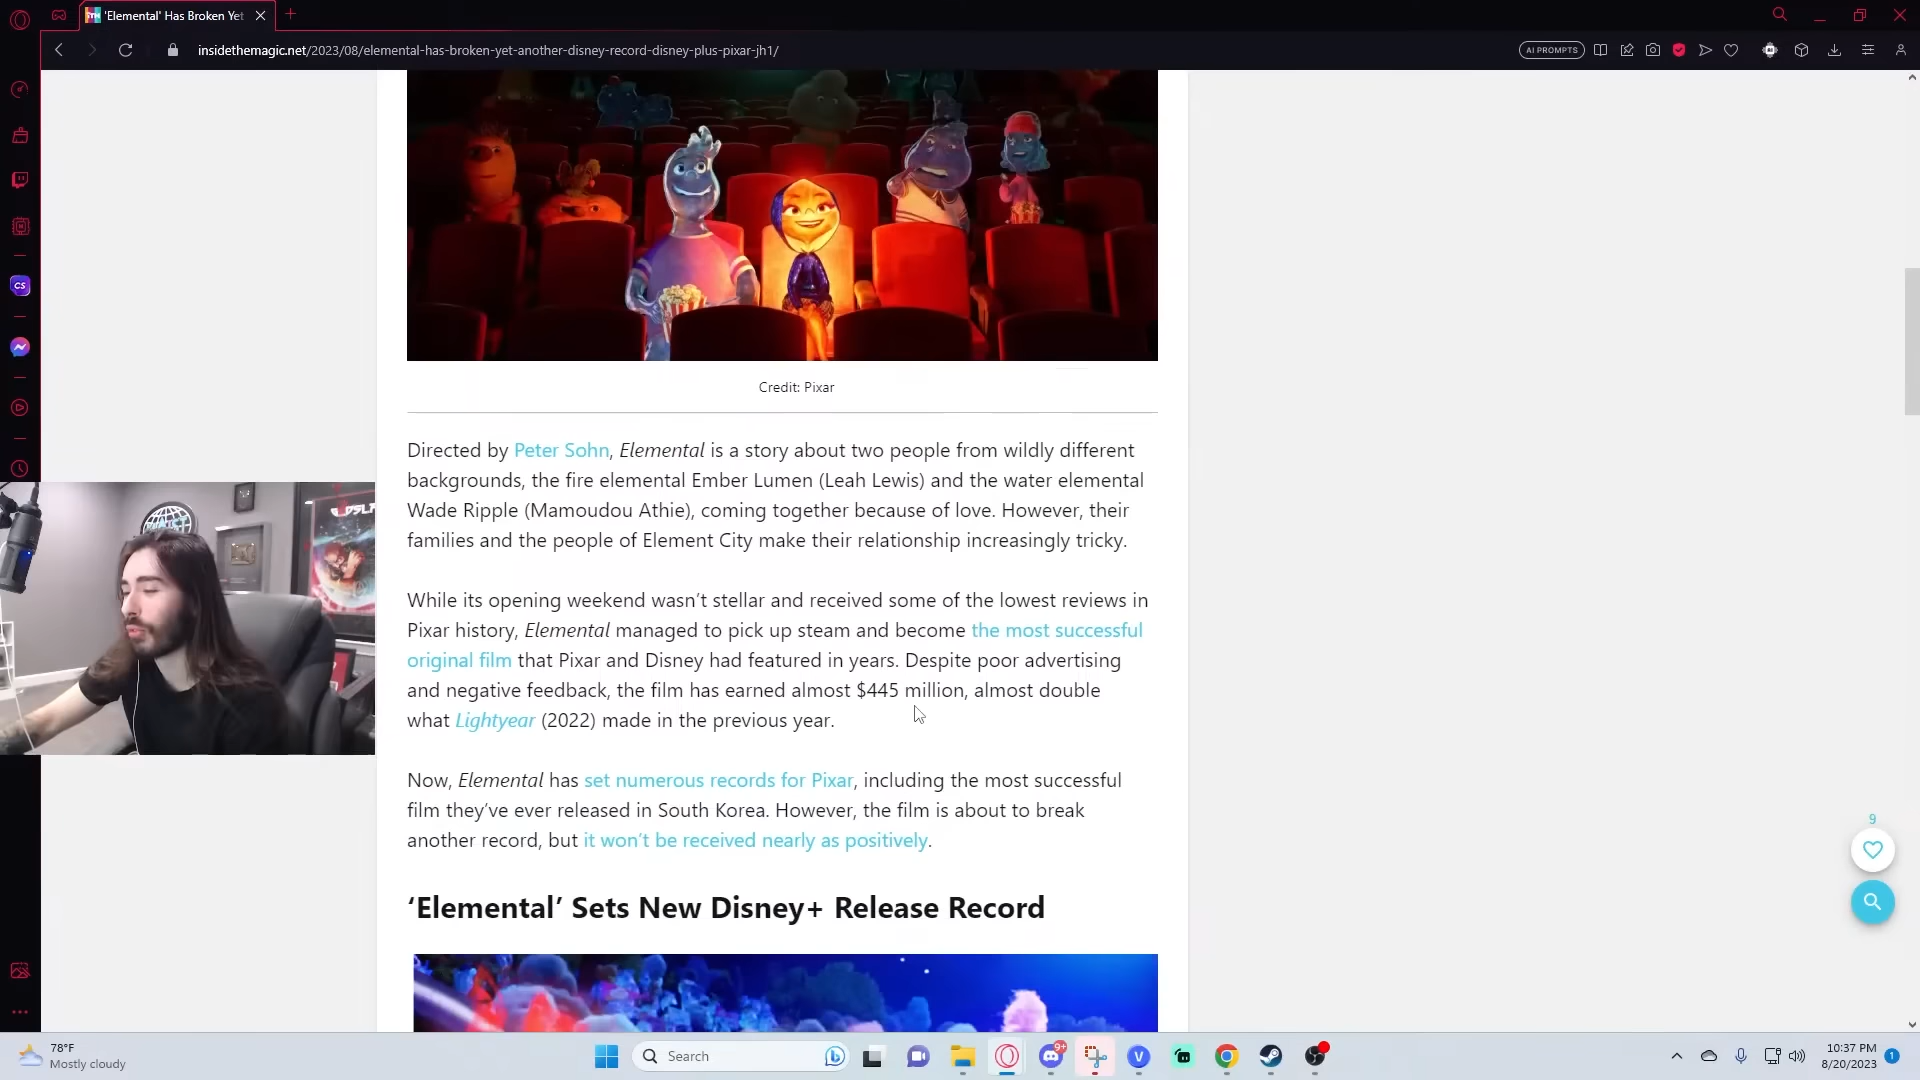 'Elemental' Has Broken Yet
insidethemagic.net/2023/08/elemental-has-broken-yet-another-disney-record-disney-plus-pixar-jh1/
AI PROMPTS
CS
Credit: Pixar
Directed by Peter Sohn, Elemental is a story about two people from wildly different
backgrounds, the fire elemental Ember Lumen (Leah Lewis) and the water elemental
Wade Ripple (Mamoudou Athie), coming together because of love. However, their
families and the people of Element City make their relationship increasingly tricky.
While its opening weekend wasn’t stellar and received some of the lowest reviews in
Pixar history, Elemental managed to pick up steam and become the most successful
original film that Pixar and Disney had featured in years. Despite poor advertising
and negative feedback, the film has earned almost $445 million, almost double
what Lightyear (2022) made in the previous year.
Now, Elemental has set numerous records for Pixar, including the most successful
film they’ve ever released in South Korea. However, the film is about to break
another record, but it won’t be received nearly as positively.
‘Elemental’ Sets New Disney+ Release Record
9
78°F
Mostly cloudy
Search
9+
10:37 PM
8/20/2023
1